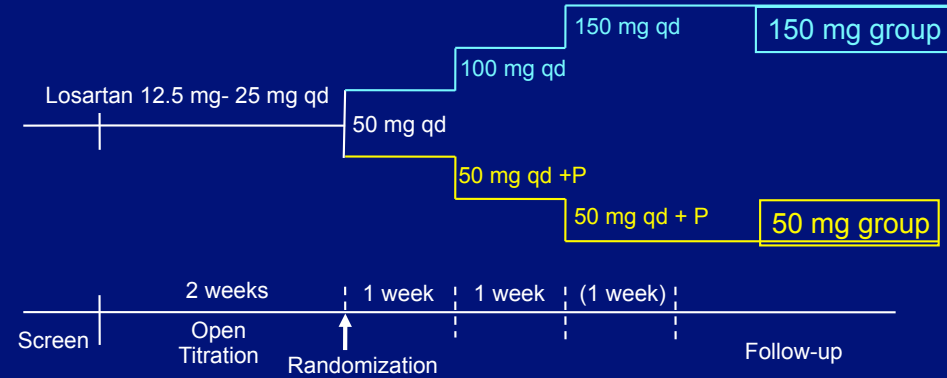 150 mg qd
150 mg group
100 mg qd
Losartan 12.5 mg- 25 mg qd
50 mg qd
50 mg qd +P
50 mg qd + P
50 mg group
2 weeks
1 week
1 week
(1 week)
Screen
Open
Titration
Randomization
Follow-up